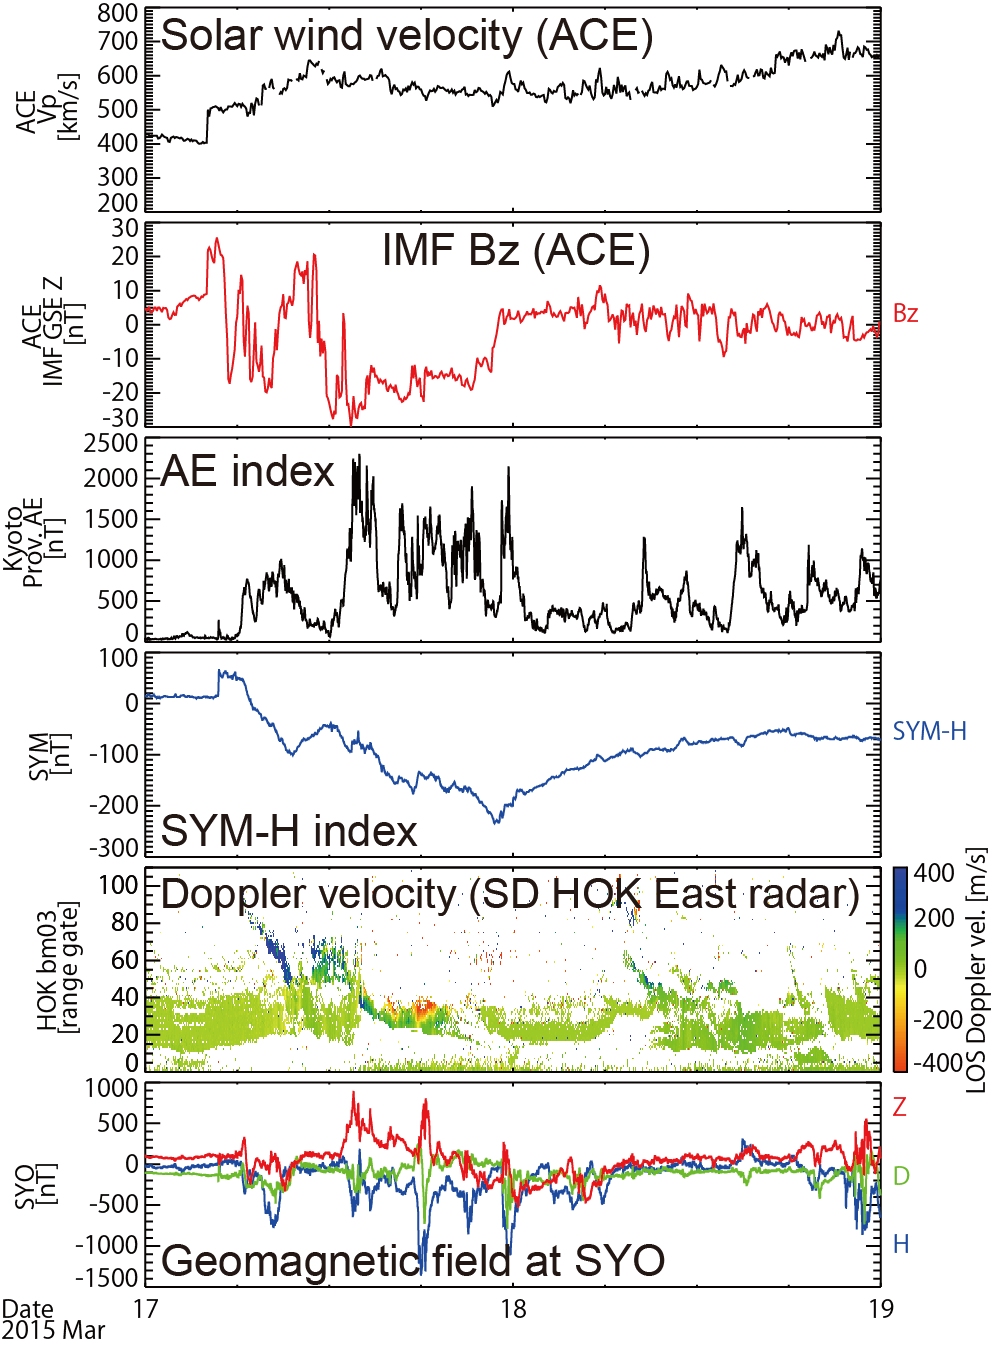 Solar wind velocity (ACE)
ACE
Vp
[km/s]
800
700
600
500
400
300
200
IMF Bz (ACE)
ACE
IMF GSE Z
[nT]
30
20
10
0
-10
-20
-30
Bz
AE index
Kyoto
Prov. AE
[nT]
2500
2000
1500
1000
500
0
SYM-H index
SYM
[nT]
100
0
-100
-200
-300
SYM-H
Doppler velocity (SD HOK East radar)
HOK bm03
[range gate]
100
80
60
40
20
0
400
200
0
-200
-400
LOS Doppler vel. [m/s]
Geomagnetic field at SYO
SYO
[nT]
1000
500
0
-500
-1000
-1500
Z
D
H
Date 17 18 19
2015 Mar